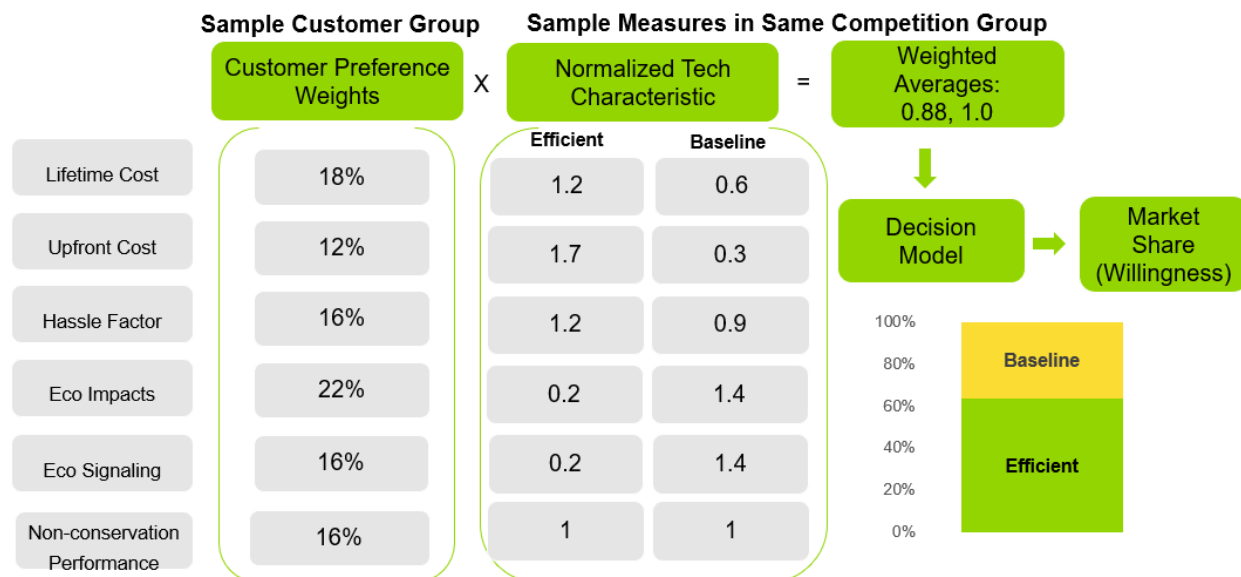 Sample Customer Group
Sample Measures in Same Competition Group
Customer Preference
Weights
X
Normalized Tech
Characteristic
=
Weighted
Averages:
0.88, 1.0
Efficient
Baseline
Lifetime Cost
18%
1.2
0.6
Upfront Cost
12%
1.7
0.3
Hassle Factor
16%
1.2
0.9
Eco Impacts
22%
0.2
1.4
Eco Signaling
16%
0.2
1.4
Non-conservation
Performance
16%
1
1
Decision
Model
Market
Share
(Willingness)
100%
80%
60%
40%
20%
0%
Baseline
Efficient